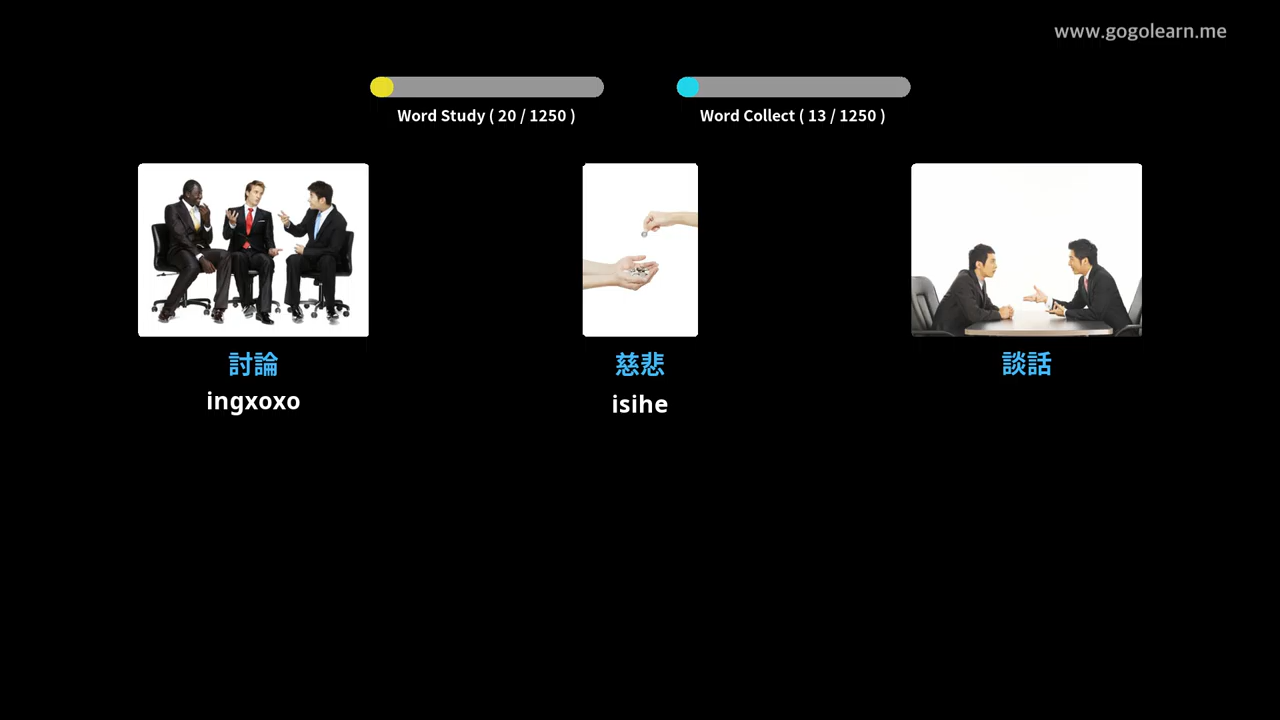 www.gogolearn.me
Word Study ( 20 / 1250 )
Word Collect ( 13 / 1250 )
討論
慈悲
談話
ingxoxo
isihe